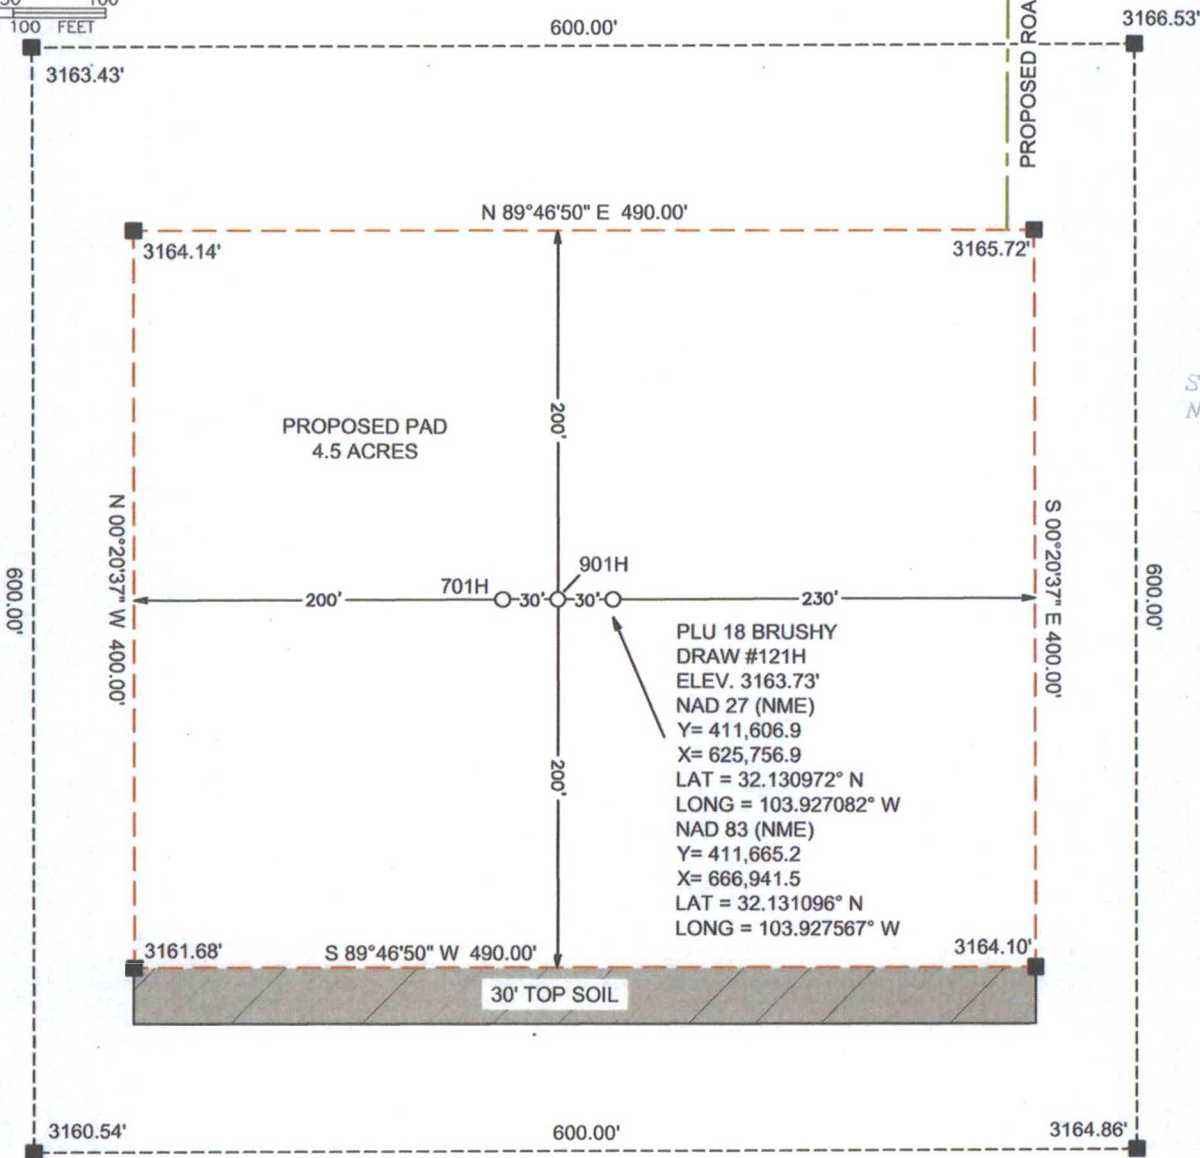 100
100 FEET
600.00'
3166.53'
3163.43'
PROPOSED ROA
N 89°46'50" E 490.00'
3164.14'
3165.72'
200'
PROPOSED PAD
4.5 ACRES
N 00°20'37" W 400.00'
S 00°20'37" E 400.00'
600.00'
600.00'
901H
701H
200'
30'
30'
230'
PLU 18 BRUSHY
DRAW #121H
ELEV. 3163.73'
NAD 27 (NME)
Y= 411,606.9
X= 625,756.9
LAT = 32.130972° N
LONG = 103.927082° W
NAD 83 (NME)
Y= 411,665.2
X= 666,941.5
LAT = 32.131096° N
LONG = 103.927567° W
200'
3161.68'
S 89°46'50" W 490.00'
3164.10'
30' TOP SOIL
3160.54'
600.00'
3164.86'